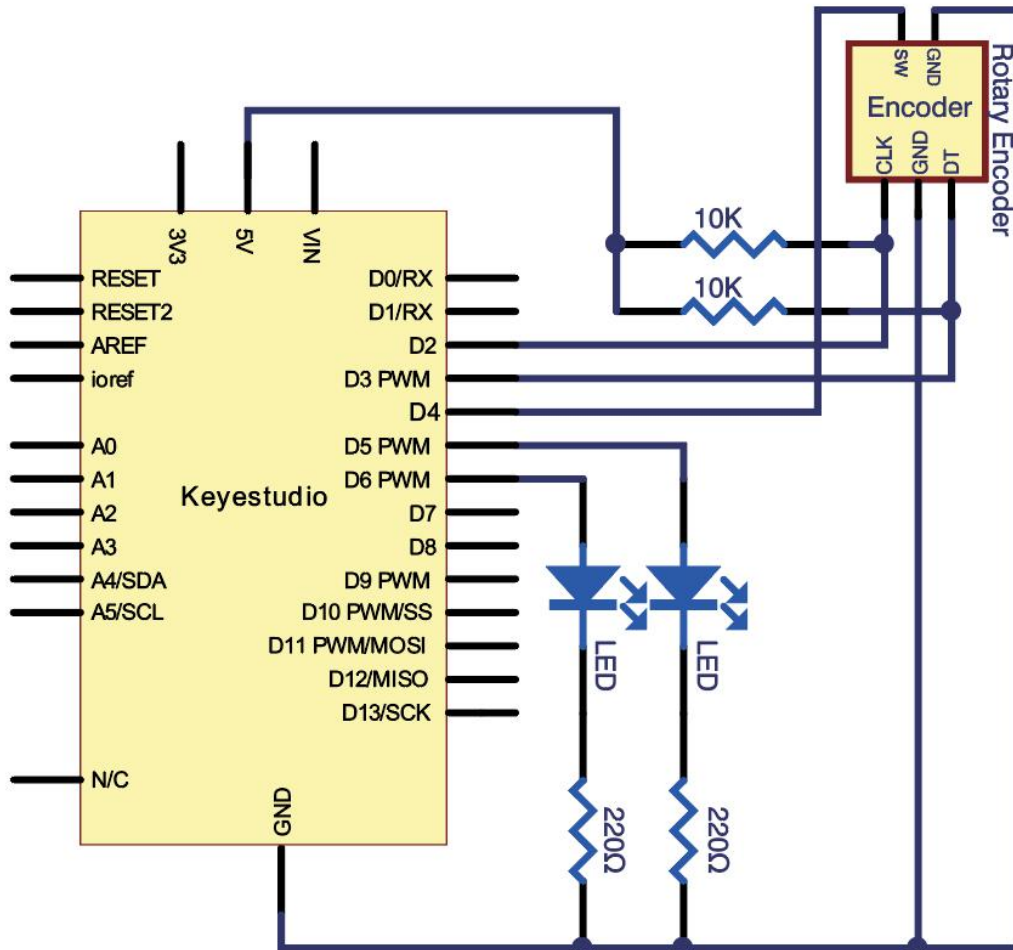 SW
GND
Encoder
CLK
GND
DT
Rotary Encoder
10K
10K
3V3
5V
VIN
RESET
RESET2
AREF
ioref
A0
A1
A2
A3
A4/SDA
A5/SCL
N/C
Keyestudio
D0/RX
D1/RX
D2
D3 PWM
D4
D5 PWM
D6 PWM
D7
D8
D9 PWM
D10 PWM/SS
D11 PWM/MOSI
D12/MISO
D13/SCK
GND
LED
LED
220Ω
220Ω